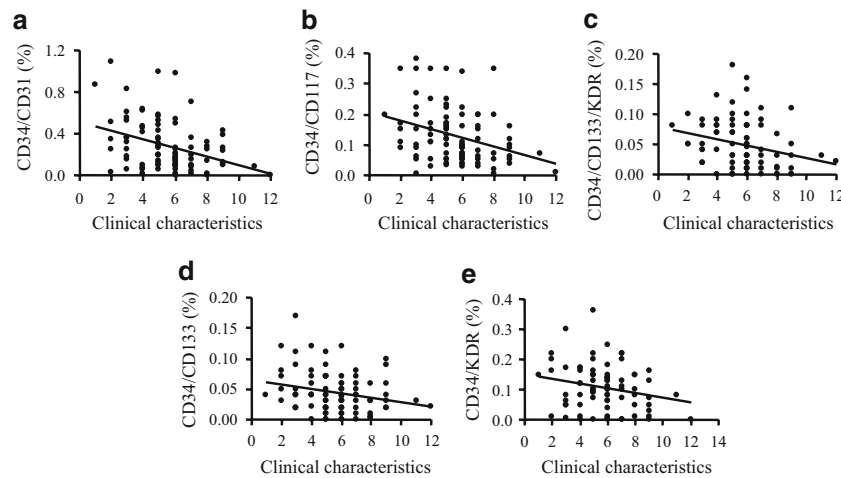 a
CD34/CD31 (%)
1.2
0.8
0.4
0.0
0 2 4 6 8 10 12
Clinical characteristics
b
CD34/CD117 (%)
0.4
0.3
0.2
0.1
0.0
0 2 4 6 8 10 12
Clinical characteristics
c
CD34/CD133/KDR (%)
0.20
0.15
0.10
0.05
0.00
0 2 4 6 8 10 12
Clinical characteristics
d
CD34/CD133 (%)
0.20
0.15
0.10
0.05
0.00
0 2 4 6 8 10 12
Clinical characteristics
e
CD34/KDR (%)
0.4
0.3
0.2
0.1
0.0
0 2 4 6 8 10 12 14
Clinical characteristics